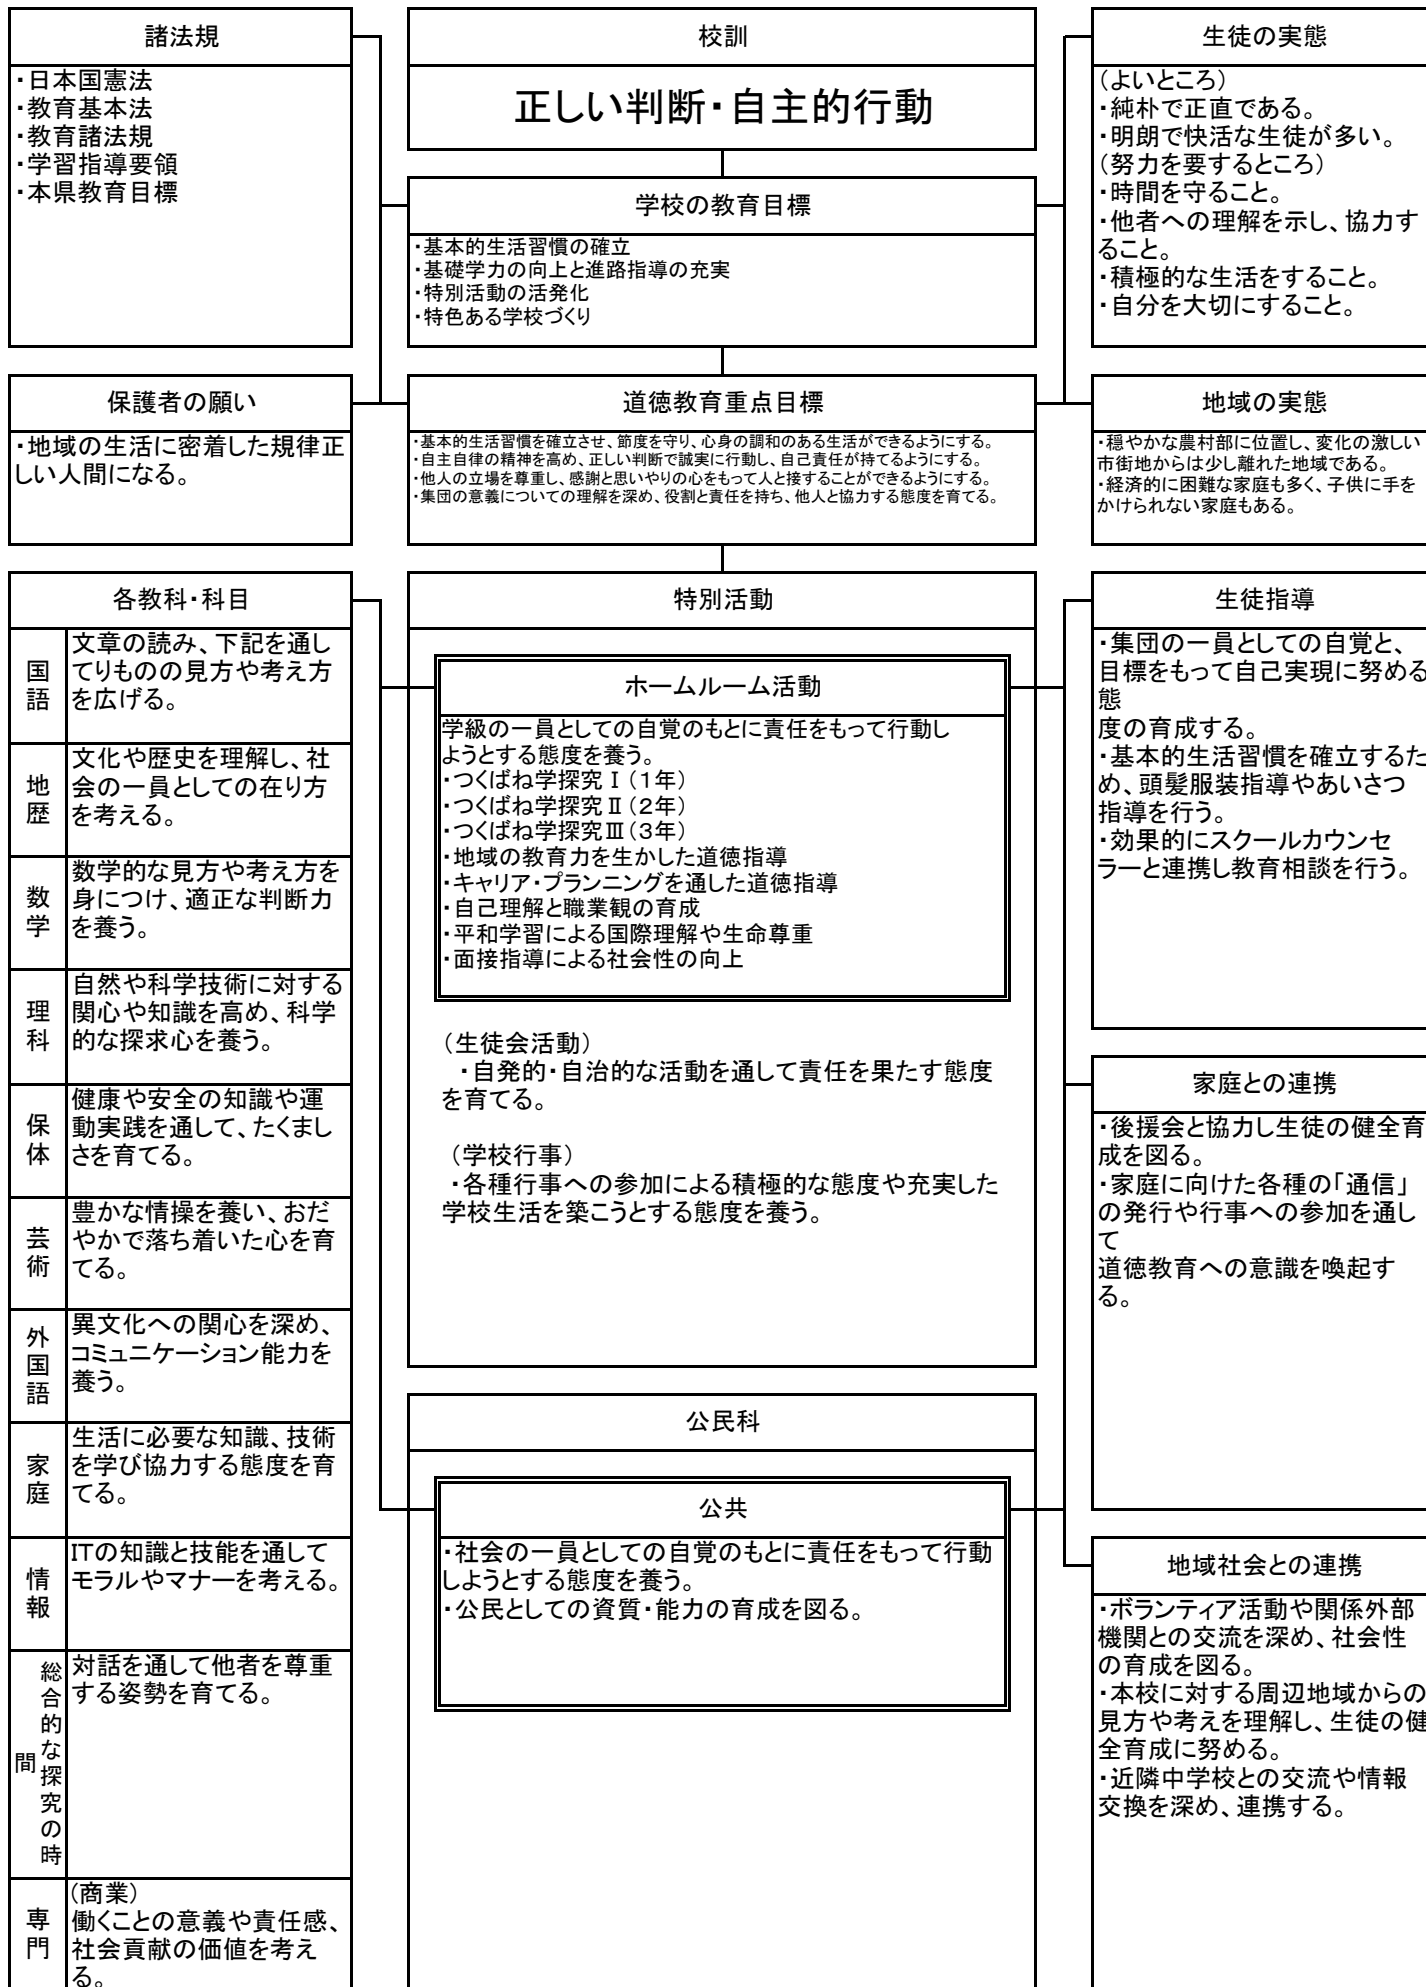 諸法規
・日本国憲法
・教育基本法
・教育諸法規
・学習指導要領
・本県教育目標
校訓
正しい判断・自主的行動
生徒の実態
（よいところ）
・純朴で正直である。
・明朗で快活な生徒が多い。
（努力を要するところ）
・時間を守ること。
・他者への理解を示し、協力す
ること。
・積極的な生活をすること。
・自分を大切にすること。
学校の教育目標
・基本的生活習慣の確立
・基礎学力の向上と進路指導の充実
・特別活動の活発化
・特色ある学校づくり
保護者の願い
・地域の生活に密着した規律正
しい人間になる。
道徳教育重点目標
・基本的生活習慣を確立させ、節度を守り、心身の調和のある生活ができるようにする。
・自主自律の精神を高め、正しい判断で誠実に行動し、自己責任が持てるようにする。
・他人の立場を尊重し、感謝と思いやりの心をもって人と接することができるようにする。
・集団の意義についての理解を深め、役割と責任を持ち、他人と協力する態度を育てる。
地域の実態
・穏やかな農村部に位置し、変化の激しい
市街地からは少し離れた地域である。
・経済的に困難な家庭も多く、子供に手を
かけられない家庭もある。
各教科・科目
国語
文章の読み、下記を通し
てりものの見方や考え方
を広げる。
地歴
文化や歴史を理解し、社
会の一員としての在り方
を考える。
数学
数学的な見方や考え方を
身につけ、適正な判断力
を養う。
理科
自然や科学技術に対する
関心や知識を高め、科学
的な探求心を養う。
保体
健康や安全の知識や運
動実践を通して、たくまし
さを育てる。
芸術
豊かな情操を養い、おだ
やかで落ち着いた心を育
てる。
外国語
異文化への関心を深め、
コミュニケーション能力を
養う。
家庭
生活に必要な知識、技術
を学び協力する態度を育
てる。
情報
ITの知識と技能を通して
モラルやマナーを考える。
総合的な探究の時
間
対話を通して他者を尊重
する姿勢を育てる。
専門
（商業）
働くことの意義や責任感、
社会貢献の価値を考え
る。
特別活動
ホームルーム活動
学級の一員としての自覚のもとに責任をもって行動し
ようとする態度を養う。
・つくばね学探究Ⅰ（１年）
・つくばね学探究Ⅱ（２年）
・つくばね学探究Ⅲ（３年）
・地域の教育力を生かした道徳指導
・キャリア・プランニングを通した道徳指導
・自己理解と職業観の育成
・平和学習による国際理解や生命尊重
・面接指導による社会性の向上
（生徒会活動）
・自発的・自治的な活動を通して責任を果たす態度
を育てる。
（学校行事）
・各種行事への参加による積極的な態度や充実した
学校生活を築こうとする態度を養う。
公民科
公共
・社会の一員としての自覚のもとに責任をもって行動
しようとする態度を養う。
・公民としての資質・能力の育成を図る。
生徒指導
・集団の一員としての自覚と、
目標をもって自己実現に努める
態
度の育成する。
・基本的生活習慣を確立するた
め、頭髪服装指導やあいさつ
指導を行う。
・効果的にスクールカウンセ
ラーと連携し教育相談を行う。
家庭との連携
・後援会と協力し生徒の健全育
成を図る。
・家庭に向けた各種の「通信」
の発行や行事への参加を通し
て
道徳教育への意識を喚起す
る。
地域社会との連携
・ボランティア活動や関係外部
機関との交流を深め、社会性
の育成を図る。
・本校に対する周辺地域からの
見方や考えを理解し、生徒の健
全育成に努める。
・近隣中学校との交流や情報
交換を深め、連携する。